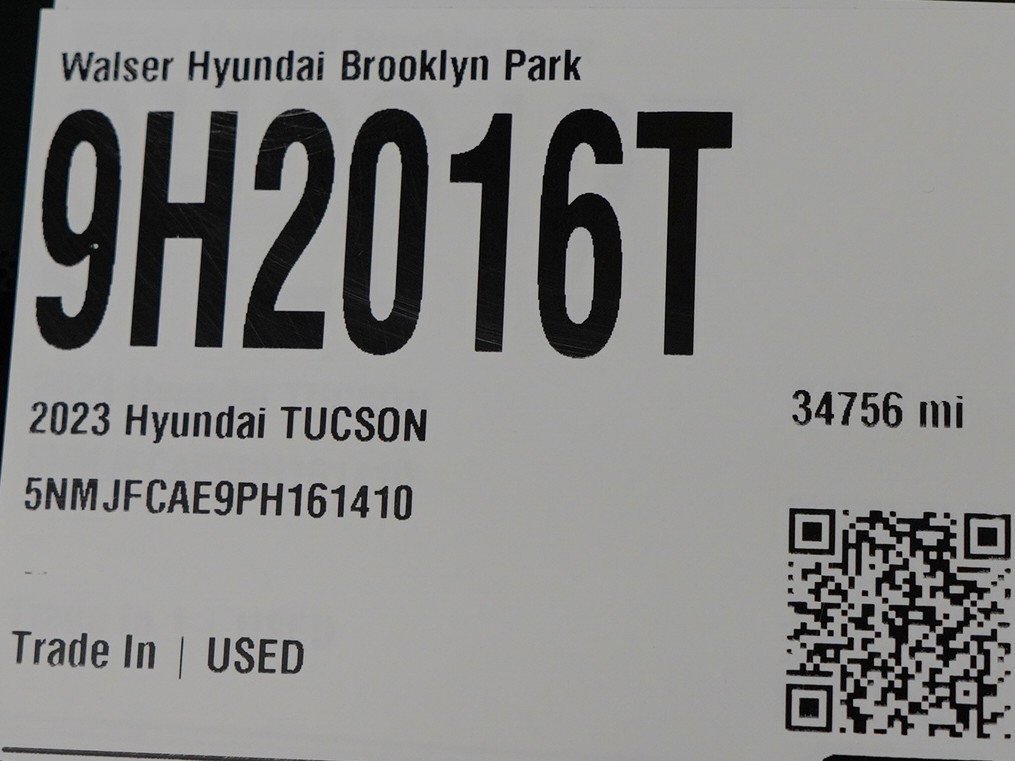 Walser Hyundai Brooklyn Park
9H2016T
2023 Hyundai TUCSON
34756 mi
5NMJFCAE9PH161410
--
Trade In | USED